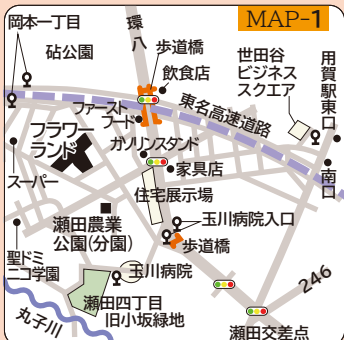 MAP-1
岡本一丁目
環八
砧公園
歩道橋
飲食店
世田谷
ビジネス
スクエア
用賀駅東口
東名高速道路
ファースト
フード
フラワー
ランド
ガソリンスタンド
家具店
南口
スーパー
住宅展示場
瀬田農業
公園(分園)
玉川病院入口
歩道橋
聖ドミ
ニコ学園
玉川病院
246
瀬田四丁目
旧小坂緑地
丸子川
瀬田交差点